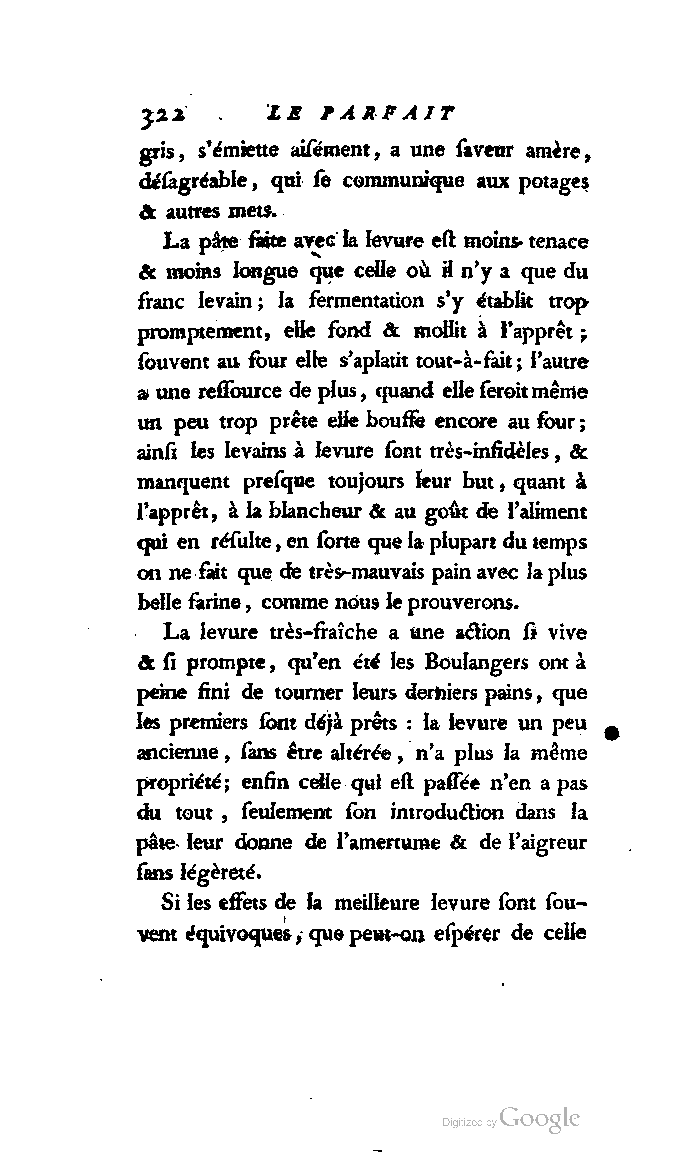 322 LE PARFAIT
gris, s'émiette aiſément, a une ſaveur amère,
déſagréable, qui ſe communique aux potages
& autres mets.
La pâte faite avec la levure eſt moins tenace
& moins longue que celle où il n'y a que du
franc levain; la fermentation s'y établit trop
promptement, elle fond & mollit à l'apprêt;
ſouvent au four elle s'aplatit tout-à-fait; l'autre
a une reſſource de plus, quand elle ſeroit même
un peu trop prête elle bouffe encore au four;
ainſi les levains à levure ſont très-infidèles, &
manquent preſque toujours leur but, quant à
l'apprêt, à la blancheur & au goût de l'aliment
qui en réſulte, en ſorte que la plupart du temps
on ne fait que de très-mauvais pain avec la plus
belle farine, comme nous le prouverons.
La levure très-fraîche a une action ſi vive
& ſi prompte, qu'en été les Boulangers ont à
peine fini de tourner leurs derniers pains, que
les premiers ſont déjà prêts : la levure un peu
ancienne, ſans être altérée, n'a plus la même
propriété; enfin celle qui eſt paſſée n'en a pas
du tout, ſeulement ſon introduction dans la
pâte leur donne de l'amertume & de l'aigreur
ſans légèreté.
Si les effets de la meilleure levure ſont ſou-
vent équivoques, que peut-on eſpérer de celle
Digitized by Google